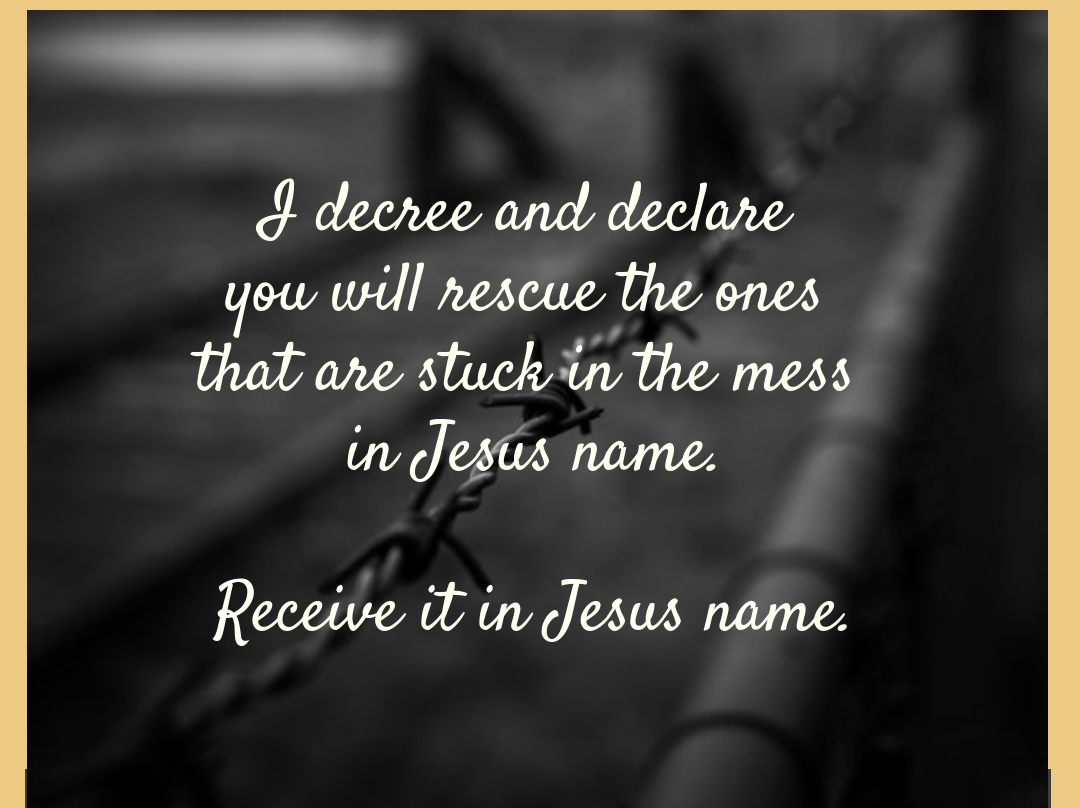 I decree and declare
you will rescue the ones
that are stuck in the mess
in Jesus name.
Receive it in Jesus name.